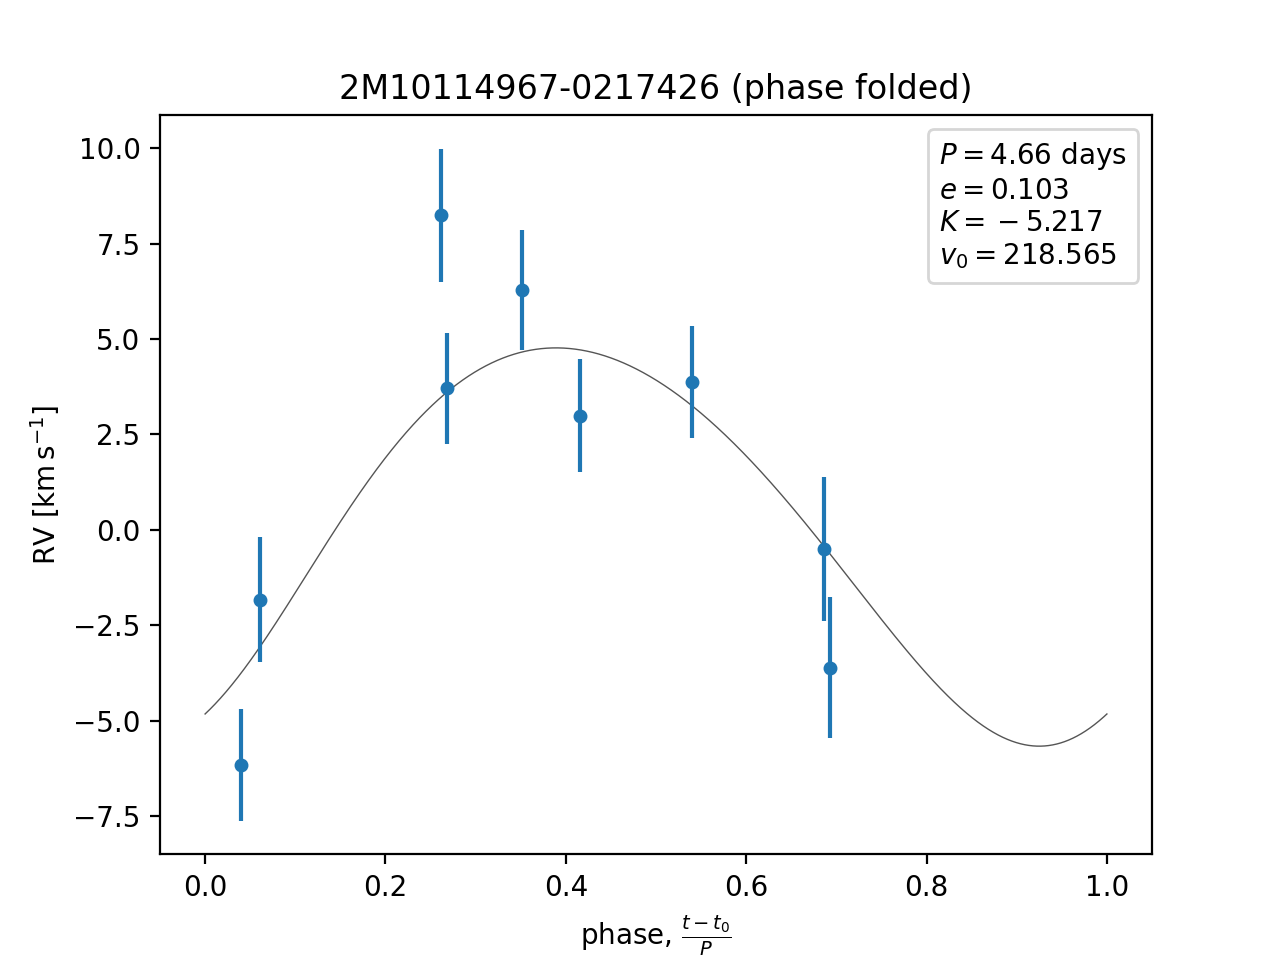 2M10114967-0217426 (phase folded)
P = 4.66 days
e = 0.103
K = −5.217
v₀ = 218.565
RV [km s⁻¹]
10.0
7.5
5.0
2.5
0.0
−2.5
−5.0
−7.5
0.0 0.2 0.4 0.6 0.8 1.0
phase, (t − t₀)/P